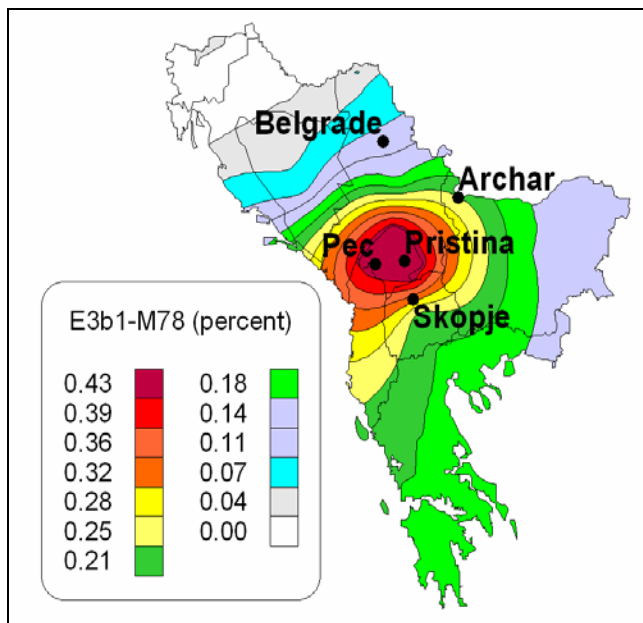 Belgrade
Archar
Pec Pristina
Skopje
E3b1-M78 (percent)
0.43 0.18
0.39 0.14
0.36 0.11
0.32 0.07
0.28 0.04
0.25 0.00
0.21